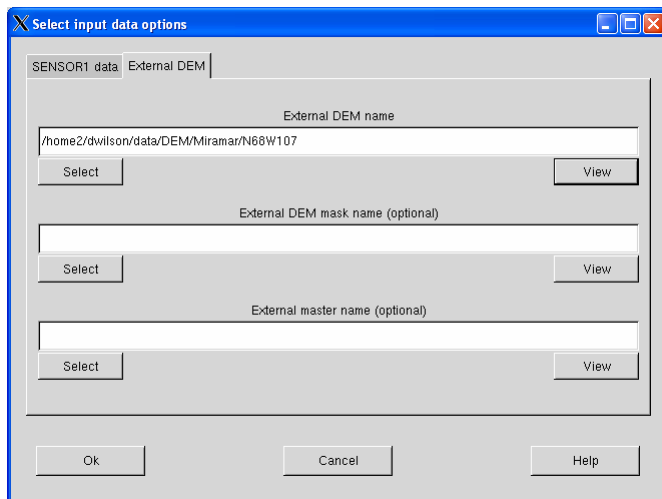 Select input data options
SENSOR1 data External DEM
External DEM name
/home2/dwilson/data/DEM/Miramar/N68W107
Select View
External DEM mask name (optional)
Select View
External master name (optional)
Select View
Ok Cancel Help